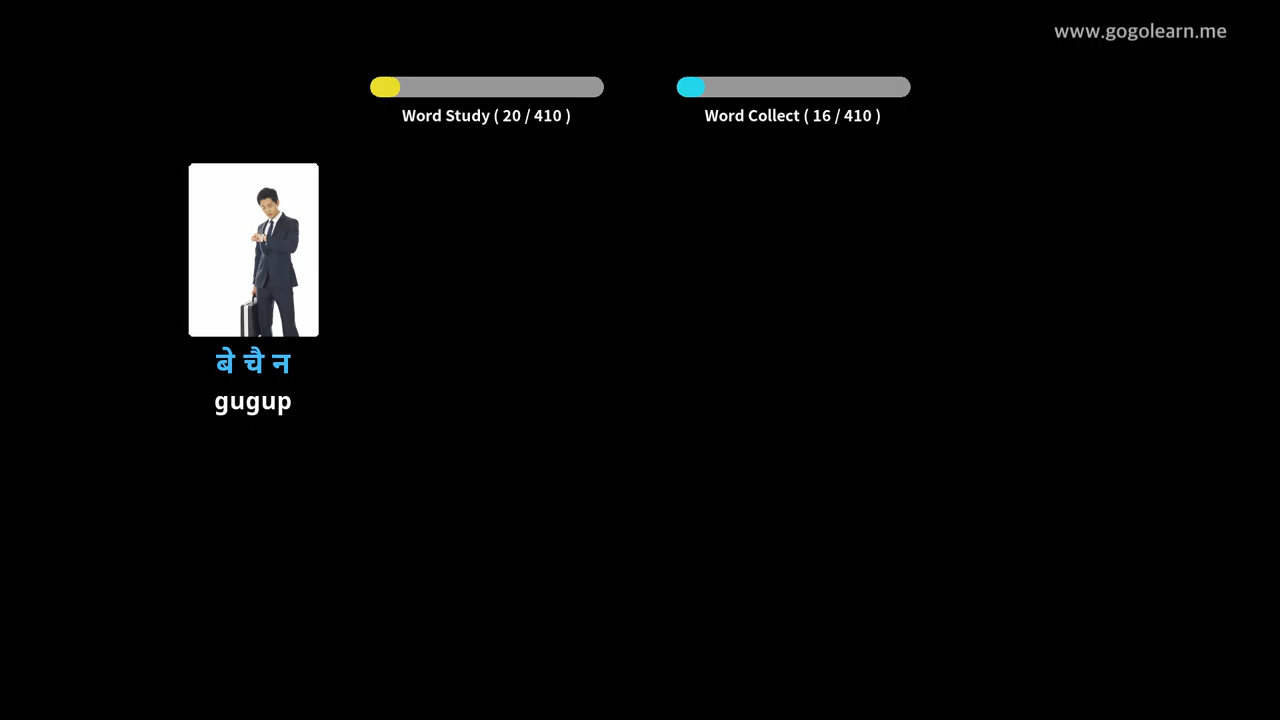 www.gogolearn.me
Word Study ( 20 / 410 )
Word Collect ( 16 / 410 )
बे चै न
gugup